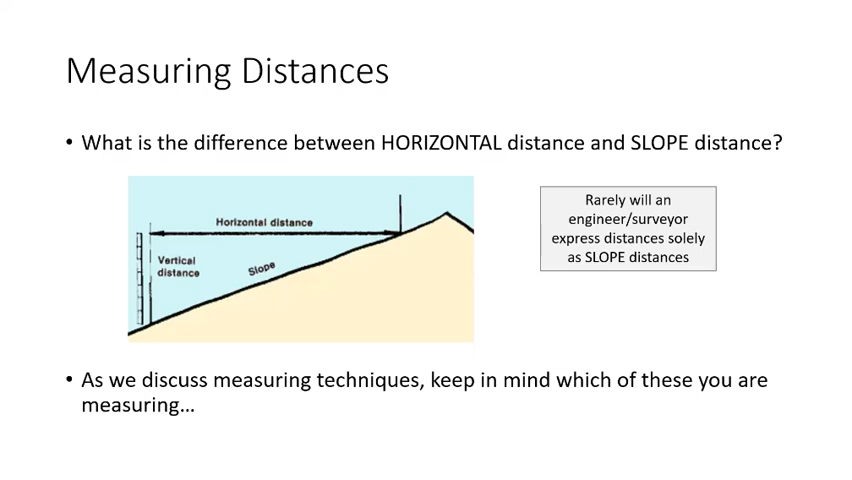 Measuring Distances
• What is the difference between HORIZONTAL distance and SLOPE distance?
Horizontal distance
Vertical
distance
Slope
Rarely will an
engineer/surveyor
express distances solely
as SLOPE distances
• As we discuss measuring techniques, keep in mind which of these you are
measuring…